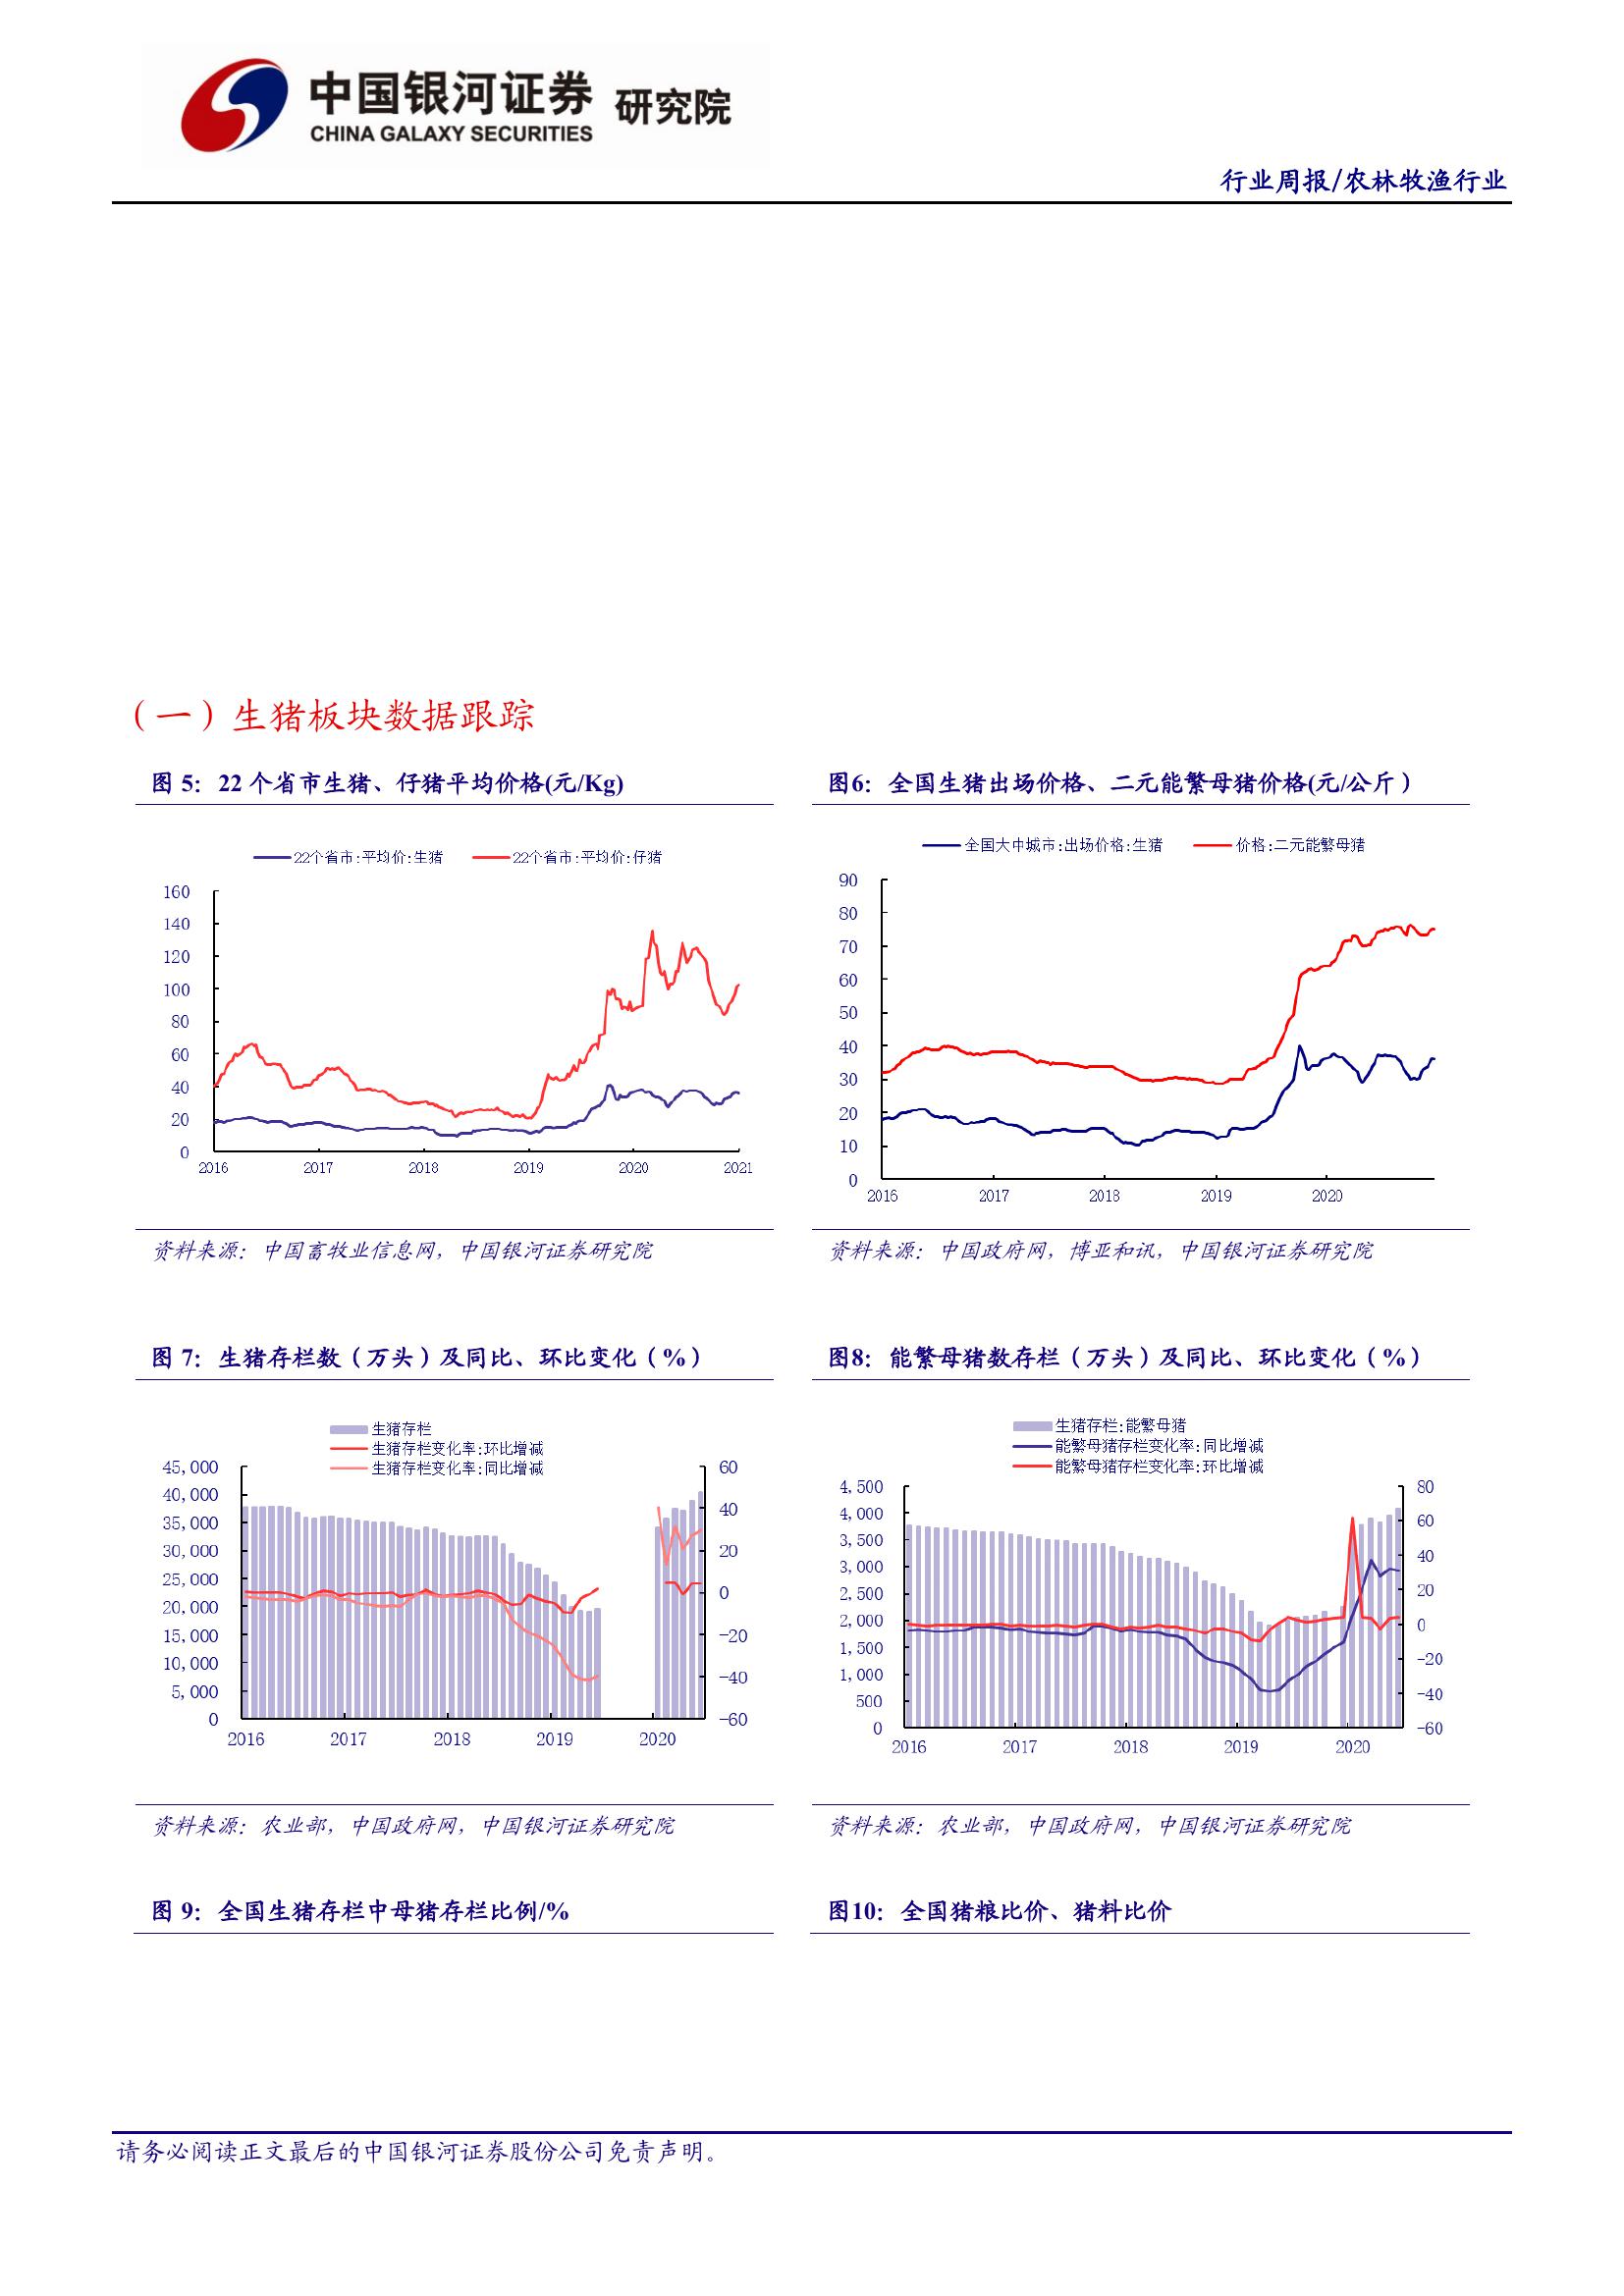 中国银河证券 研究院
CHINA GALAXY SECURITIES
行业周报/农林牧渔行业
（一）生猪板块数据跟踪
图 5：22 个省市生猪、仔猪平均价格(元/Kg)
22个省市:平均价:生猪 22个省市:平均价:仔猪
160
140
120
100
80
60
40
20
0
2016 2017 2018 2019 2020 2021
资料来源：中国畜牧业信息网，中国银河证券研究院
图6：全国生猪出场价格、二元能繁母猪价格(元/公斤）
全国大中城市:出场价格:生猪 价格:二元能繁母猪
90
80
70
60
50
40
30
20
10
0
2016 2017 2018 2019 2020
资料来源：中国政府网，博亚和讯，中国银河证券研究院
图 7：生猪存栏数（万头）及同比、环比变化（%）
生猪存栏
生猪存栏变化率:环比增减
生猪存栏变化率:同比增减
45,000 60
40,000 40
35,000
30,000 20
25,000 0
20,000
15,000 -20
10,000 -40
5,000
0 -60
2016 2017 2018 2019 2020
资料来源：农业部，中国政府网，中国银河证券研究院
图8：能繁母猪数存栏（万头）及同比、环比变化（%）
生猪存栏:能繁母猪
能繁母猪存栏变化率:同比增减
能繁母猪存栏变化率:环比增减
4,500 80
4,000 60
3,500
3,000 40
2,500 20
2,000 0
1,500
1,000 -20
500 -40
0 -60
2016 2017 2018 2019 2020
资料来源：农业部，中国政府网，中国银河证券研究院
图 9：全国生猪存栏中母猪存栏比例/%
图10：全国猪粮比价、猪料比价
请务必阅读正文最后的中国银河证券股份公司免责声明。